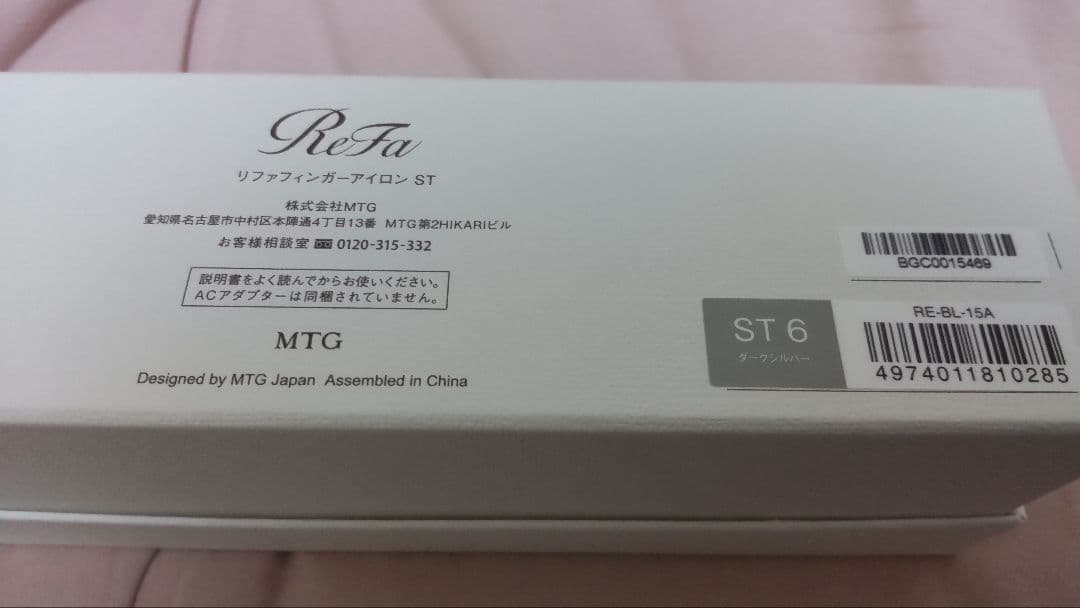 ReFa
リファフィンガーアイロン ST
株式会社MTG
愛知県名古屋市中村区本陣通4丁目13番 MTG第2HIKARIビル
お客様相談室 0120-315-332
説明書をよく読んでからお使いください。
ACアダプターは同梱されていません。
MTG
Designed by MTG Japan Assembled in China
BGC0015469
ST 6
ダークシルバー
RE-BL-15A
4974011810285